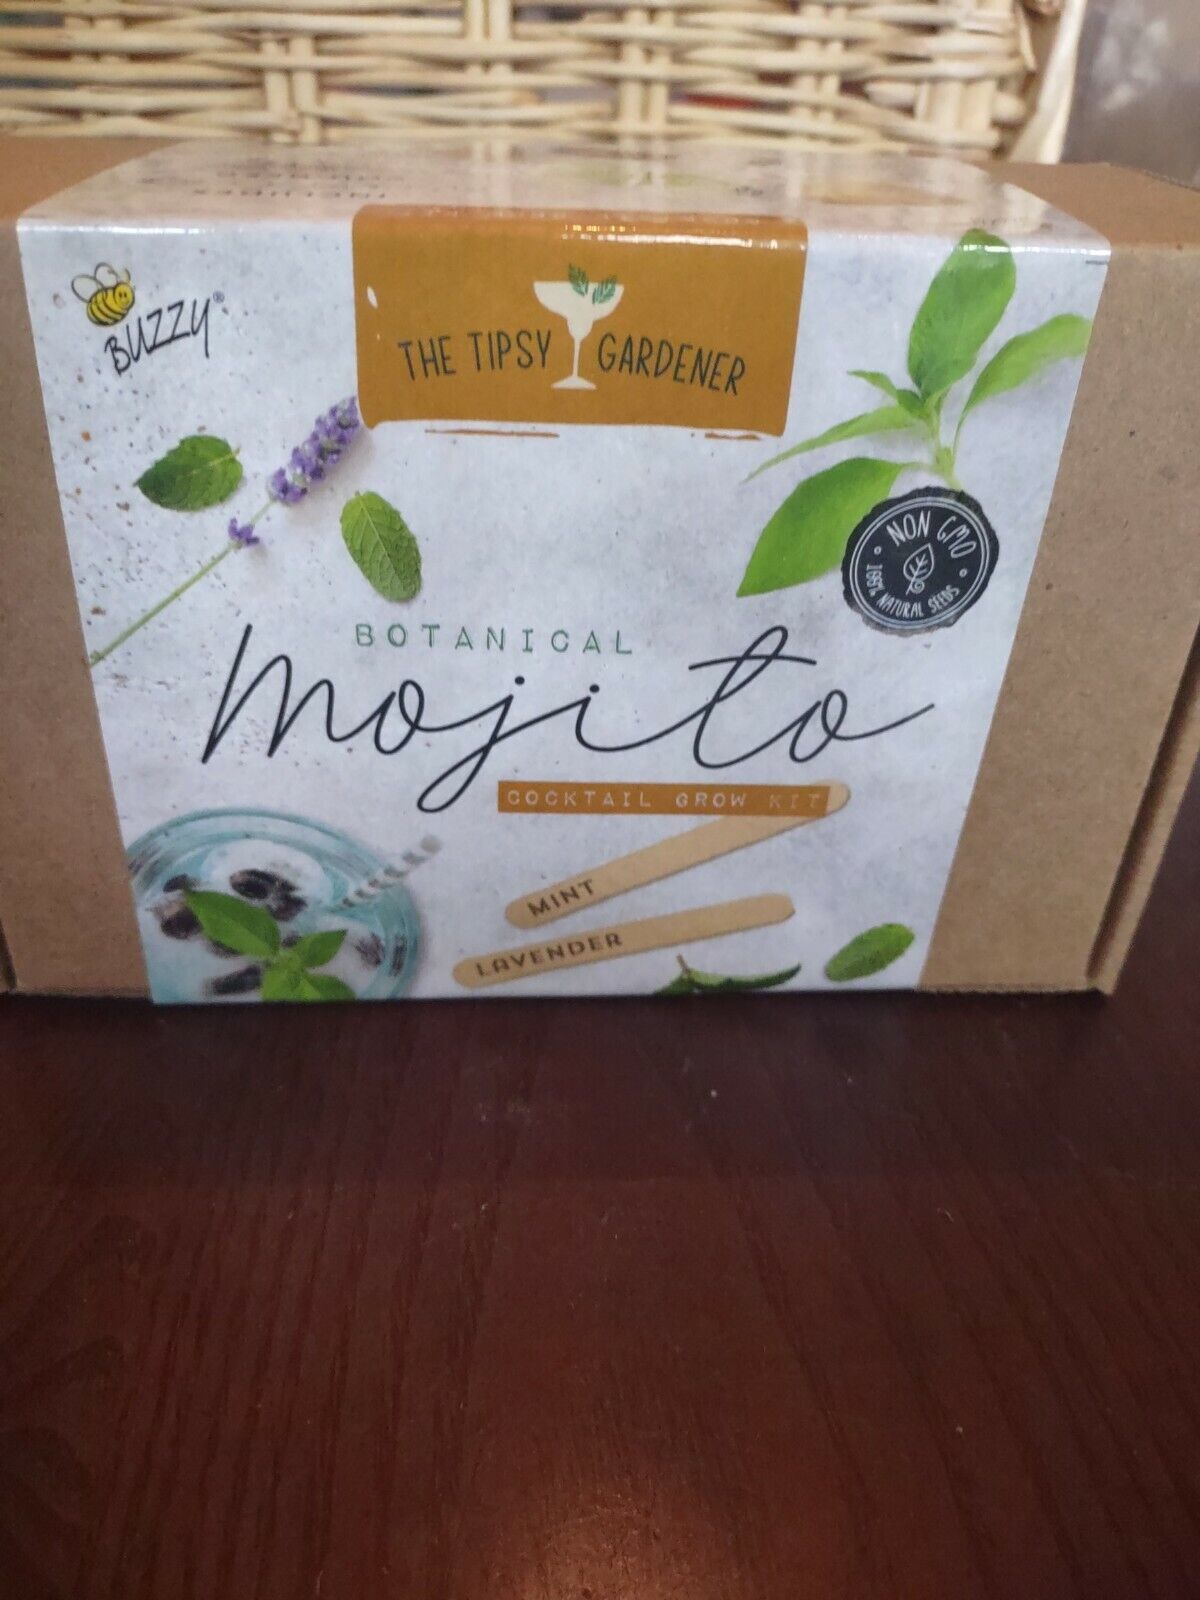 BUZZY®
THE TIPSY GARDENER
NON GMO
100% NATURAL SEEDS
BOTANICAL
mojito
COCKTAIL GROW KIT
MINT
LAVENDER